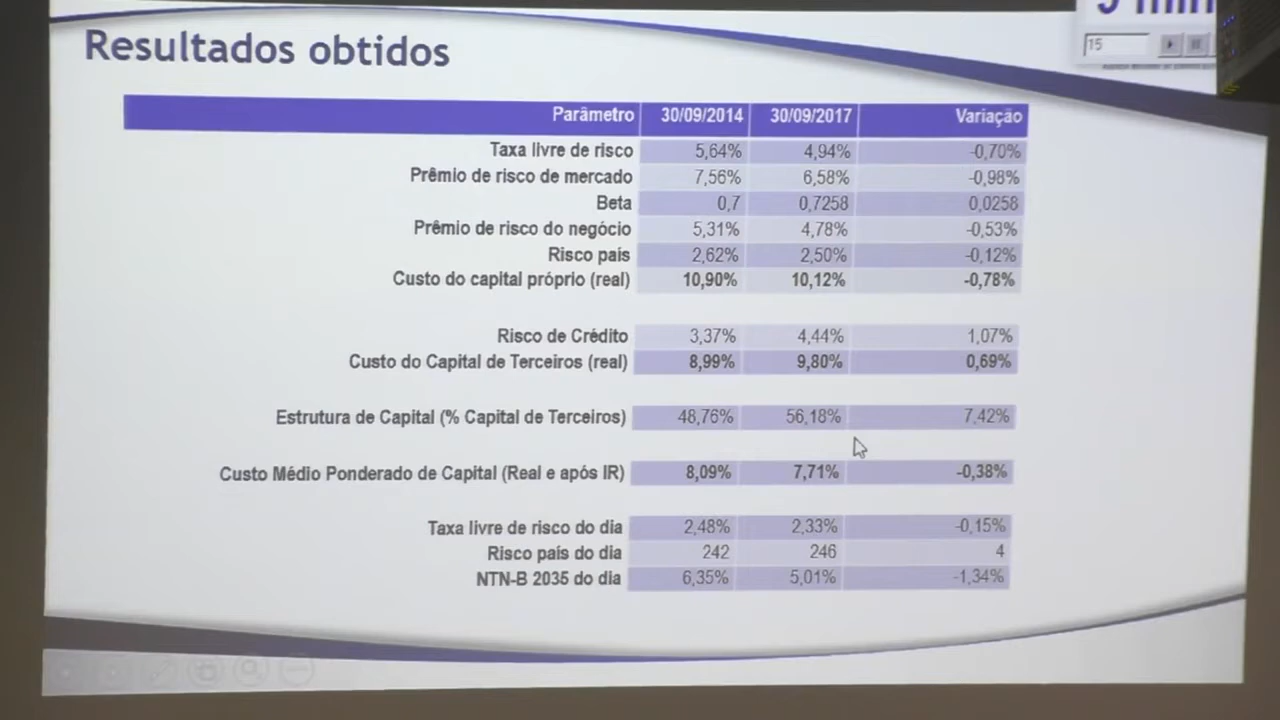 5 min
15
Resultados obtidos
Parâmetro 30/09/2014 30/09/2017 Variação
Taxa livre de risco 5,64% 4,94% -0,70%
Prêmio de risco de mercado 7,56% 6,58% -0,98%
Beta 0,7 0,7258 0,0258
Prêmio de risco do negócio 5,31% 4,78% -0,53%
Risco país 2,62% 2,50% -0,12%
Custo do capital próprio (real) 10,90% 10,12% -0,78%
Risco de Crédito 3,37% 4,44% 1,07%
Custo do Capital de Terceiros (real) 8,99% 9,80% 0,69%
Estrutura de Capital (% Capital de Terceiros) 48,76% 56,18% 7,42%
Custo Médio Ponderado de Capital (Real e após IR) 8,09% 7,71% -0,38%
Taxa livre de risco do dia 2,48% 2,33% -0,15%
Risco país do dia 242 246 4
NTN-B 2035 do dia 6,35% 5,01% -1,34%